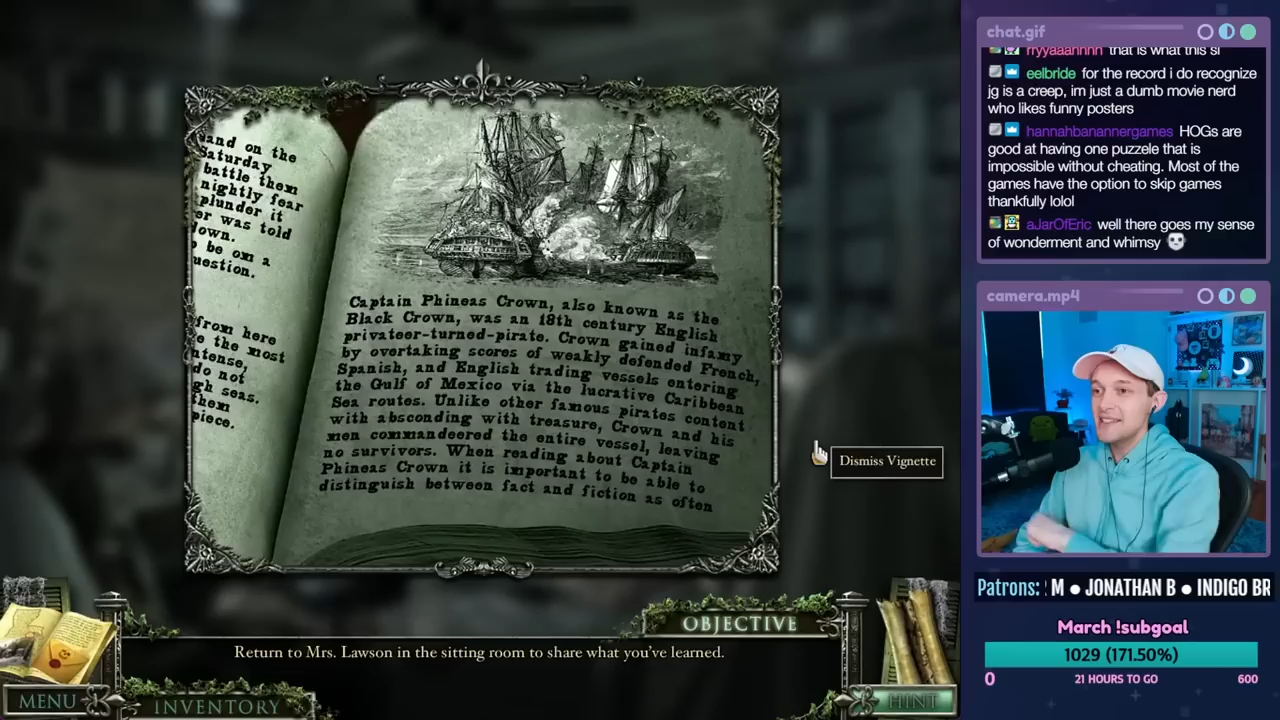 and on the
Saturday
battle them
nightly fear
plunder it
er was told
down.
be om a
uestion.
from here
e the most
ntense,
do not
gh seas.
them
piece.
Captain Phineas Crown, also known as the
Black Crown, was an 18th century English
privateer-turned-pirate. Crown gained infamy
by overtaking scores of weakly defended French,
Spanish, and English trading vessels entering
the Gulf of Mexico via the lucrative Caribbean
Sea routes. Unlike other famous pirates content
with absconding with treasure, Crown and his
men commandeered the entire vessel, leaving
no survivors. When reading about Captain
Phineas Crown it is important to be able to
distinguish between fact and fiction as often
Dismiss Vignette
OBJECTIVE
Return to Mrs. Lawson in the sitting room to share what you've learned.
MENU
INVENTORY
HINT
chat.gif
rryyaannnn that is what this si
eelbride for the record i do recognize
jg is a creep, im just a dumb movie nerd
who likes funny posters
hannahbanannergames HOGs are
good at having one puzzele that is
impossible without cheating. Most of the
games have the option to skip games
thankfully lolol
aJarOfEric well there goes my sense
of wonderment and whimsy
camera.mp4
Patrons: M ● JONATHAN B ● INDIGO BR
March !subgoal
1029 (171.50%)
0 21 HOURS TO GO 600